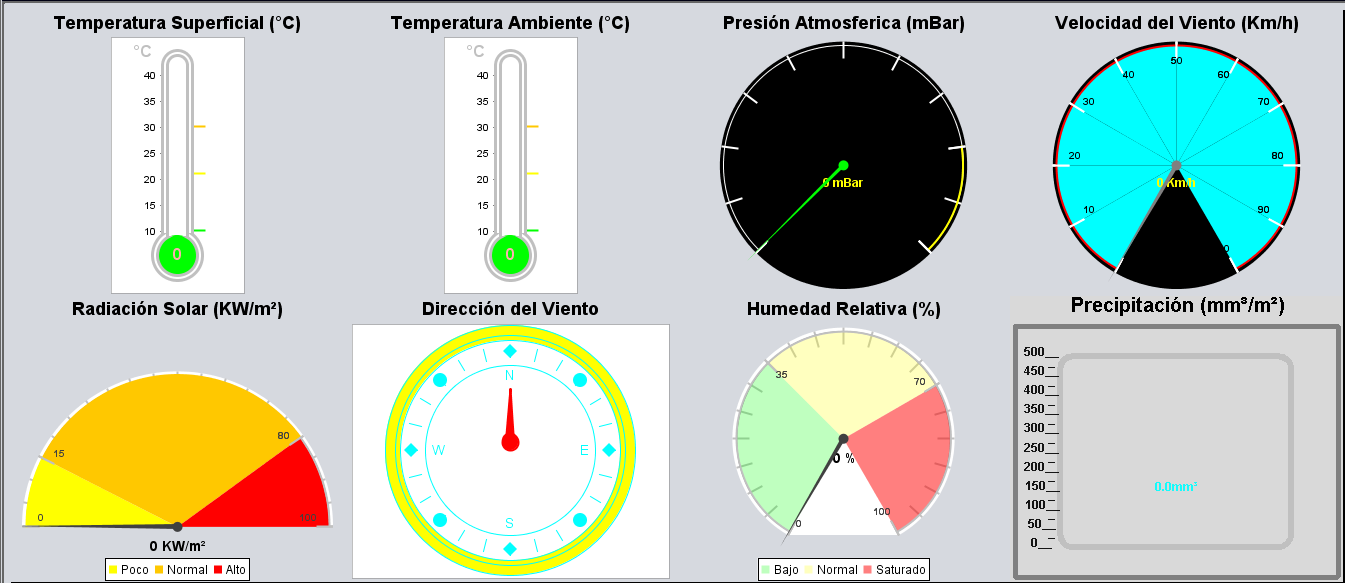 Temperatura Superficial (°C)
°C
40
35
30
25
20
15
10
0
Temperatura Ambiente (°C)
°C
40
35
30
25
20
15
10
0
Presión Atmosferica (mBar)
0 mBar
Velocidad del Viento (Km/h)
50
40 60
30 70
20 80
0 Km/h
10 90
0
Radiación Solar (KW/m²)
15 80
0 100
0 KW/m²
Poco Normal Alto
Dirección del Viento
N
W E
S
Humedad Relativa (%)
35 70
0 %
0 100
Bajo Normal Saturado
Precipitación (mm³/m²)
500
450
400
350
300
250
200
150
100
50
0
0.0mm³